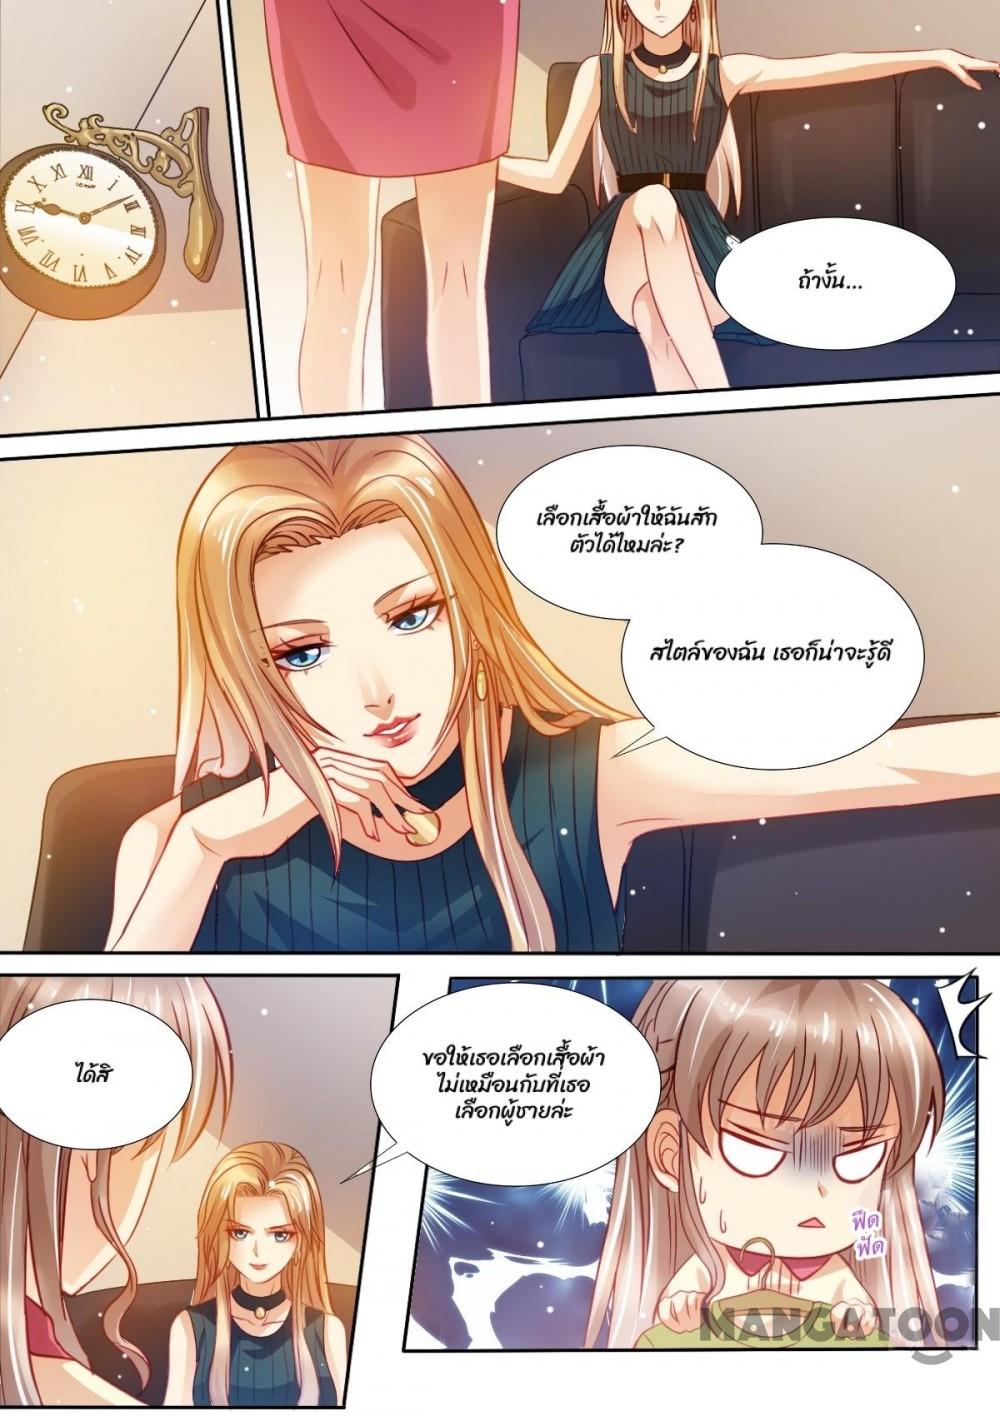 ถ้างั้น...
เลือกเสื้อผ้าให้ฉันสัก
ตัวได้ไหมล่ะ?
สไตล์ของฉัน เธอก็น่าจะรู้ดี
ได้สิ
ขอให้เธอเลือกเสื้อผ้า
ไม่เหมือนกับที่เธอ
เลือกผู้ชายล่ะ
ฟืด
ฟัด
MANGATOON